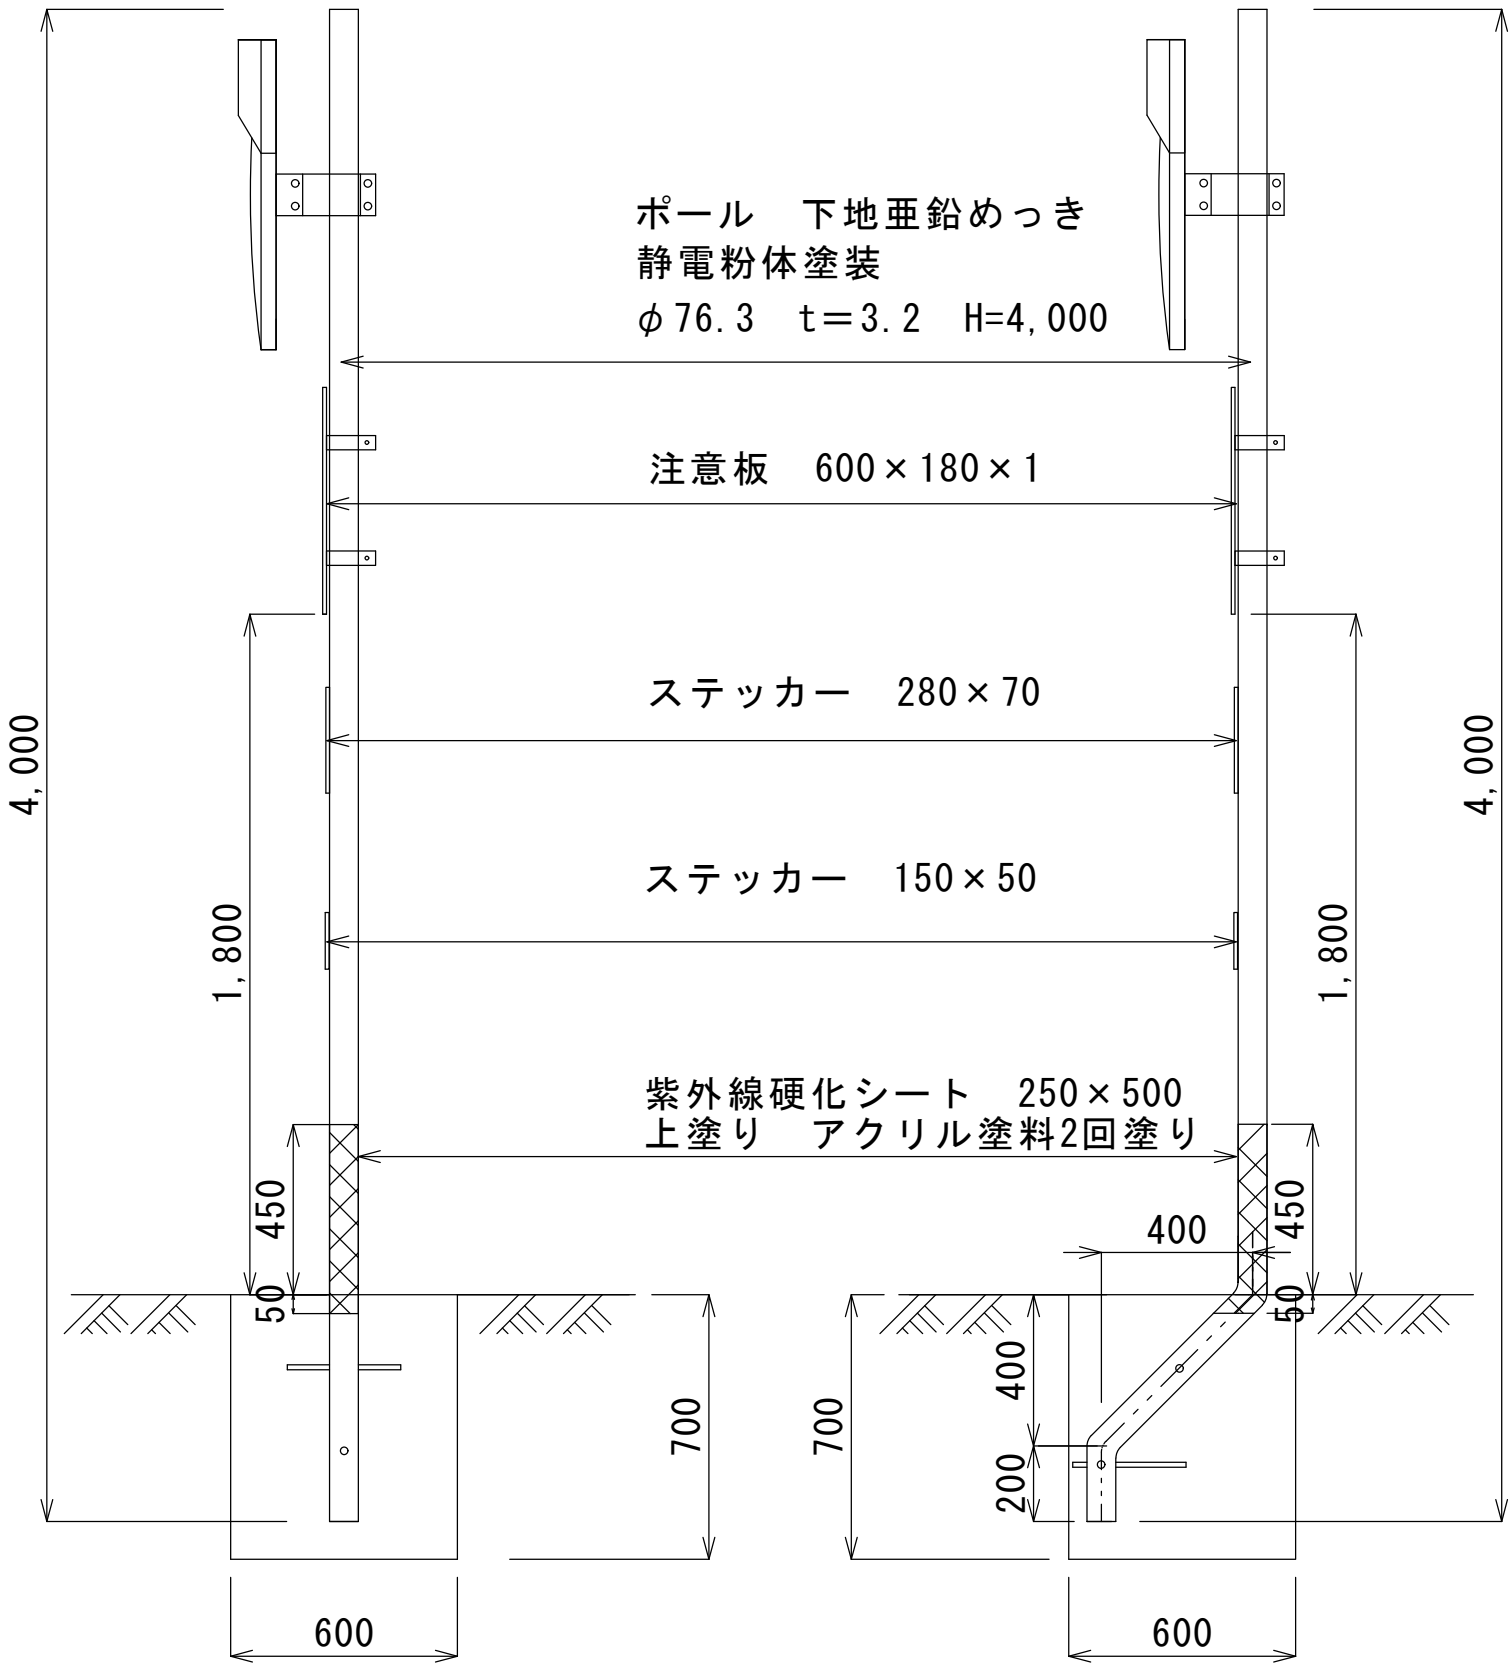 ポール　下地亜鉛めっき
静電粉体塗装
φ76.3　t＝3.2　H=4,000
注意板　600×180×1
ステッカー　280×70
4,000
4,000
ステッカー　150×50
1,800
1,800
紫外線硬化シート　250×500
上塗り　アクリル塗料2回塗り
450
450
400
50
50
400
700
700
200
600
600